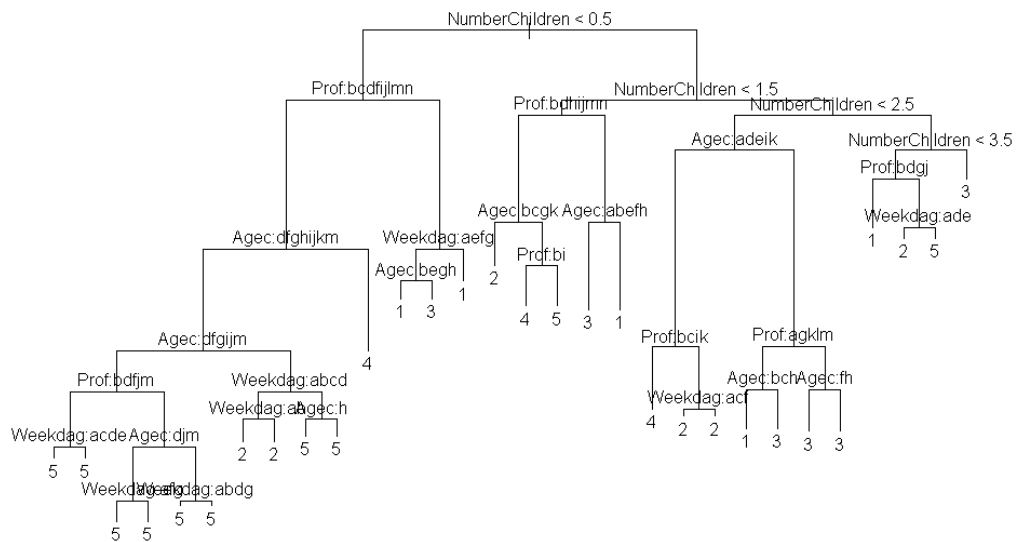 NumberChildren < 0.5
Prof:bcdfijlmn
NumberChildren < 1.5
Prof:bdhijmn
NumberChildren < 2.5
Agec:adeik
NumberChildren < 3.5
Prof:bdgj
3
Agec:bcgk
Agec:abefh
Weekdag:ade
Agec:dfghijkm
Weekdag:aefg
1
2
5
Agec:begh
1
2
Prof:bi
1
3
4
5
3
1
Agec:dfgijm
4
Prof:bcik
Prof:agklm
Prof:bdfjm
Weekdag:abcd
Agec:bch
Agec:fh
Weekdag:ab
Agec:h
4
Weekdag:acf
2
2
Weekdag:acde
Agec:djm
2
2
5
5
1
3
3
3
5
5
Weekdag:abdg
5
5
5
5